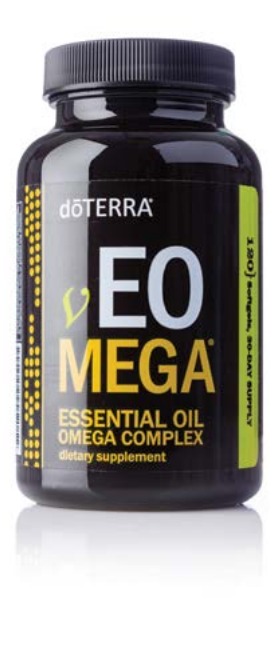 dōTERRA®
vEO
MEGA®
ESSENTIAL OIL
OMEGA COMPLEX
dietary supplement
120} Softgels, 30-DAY SUPPLY